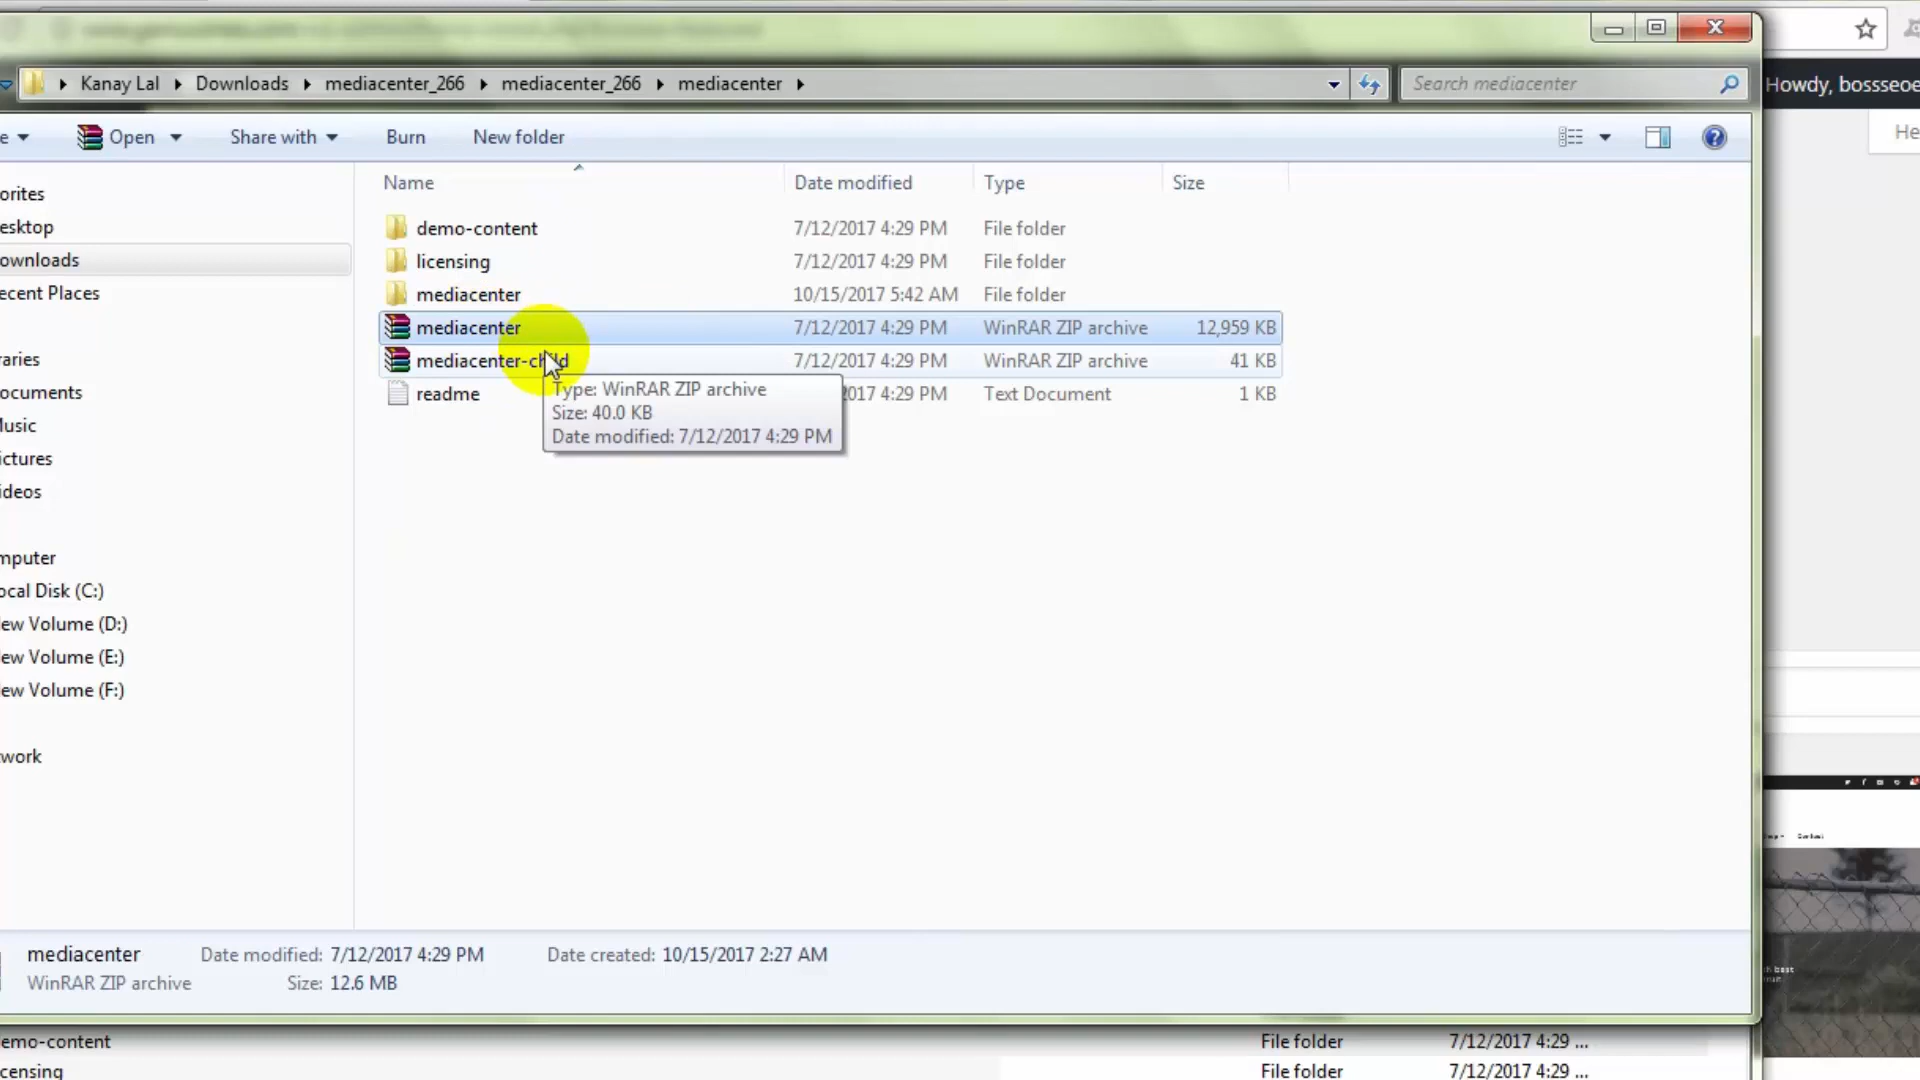 Kanay Lal Downloads mediacenter_266 mediacenter_266 mediacenter Search mediacenter
Howdy, bossseoe
e Open Share with Burn New folder
He
Name Date modified Type Size
orites
esktop
ownloads
ecent Places
raries
ocuments
usic
ictures
ideos
mputer
ocal Disk (C:)
ew Volume (D:)
ew Volume (E:)
ew Volume (F:)
work
demo-content 7/12/2017 4:29 PM File folder
licensing 7/12/2017 4:29 PM File folder
mediacenter 10/15/2017 5:42 AM File folder
mediacenter 7/12/2017 4:29 PM WinRAR ZIP archive 12,959 KB
mediacenter-child 7/12/2017 4:29 PM WinRAR ZIP archive 41 KB
readme 2017 4:29 PM Text Document 1 KB
Type: WinRAR ZIP archive
Size: 40.0 KB
Date modified: 7/12/2017 4:29 PM
mediacenter Date modified: 7/12/2017 4:29 PM Date created: 10/15/2017 2:27 AM
WinRAR ZIP archive Size: 12.6 MB
Contact
emo-content File folder 7/12/2017 4:29 ...
censing File folder 7/12/2017 4:29 ...